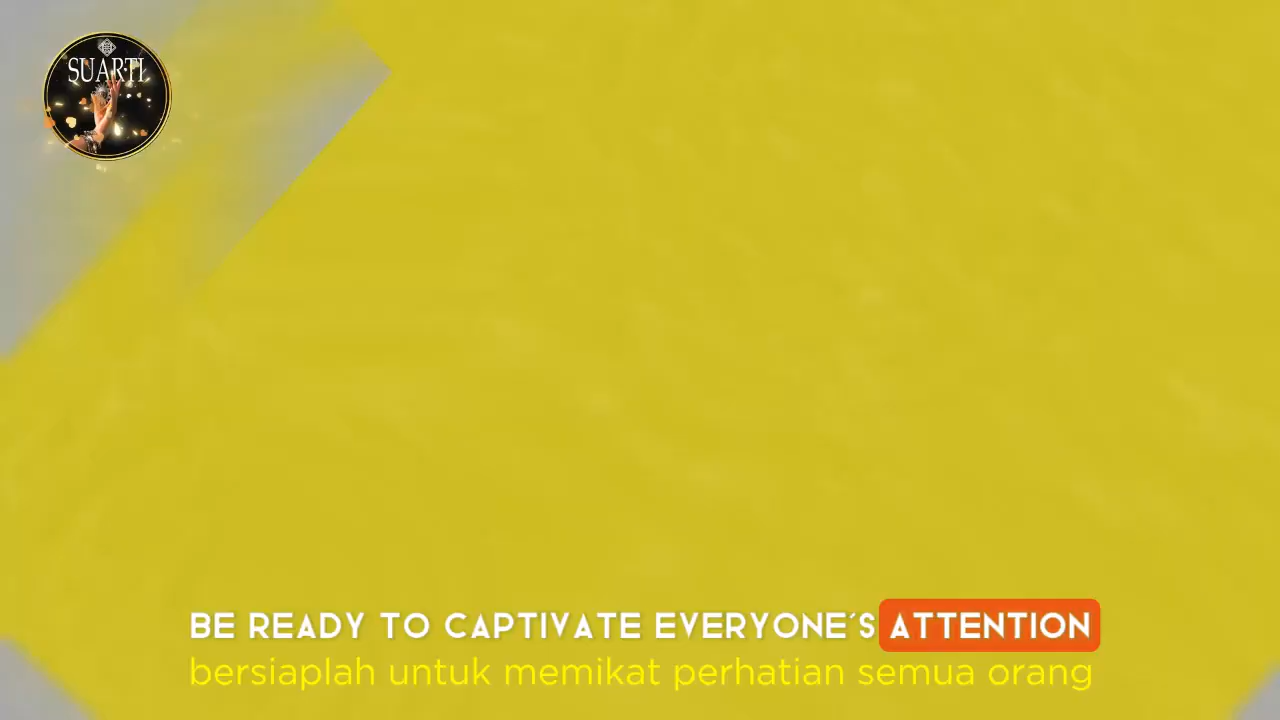 SUARTI
BE READY TO CAPTIVATE EVERYONE´S ATTENTION
bersiaplah untuk memikat perhatian semua orang